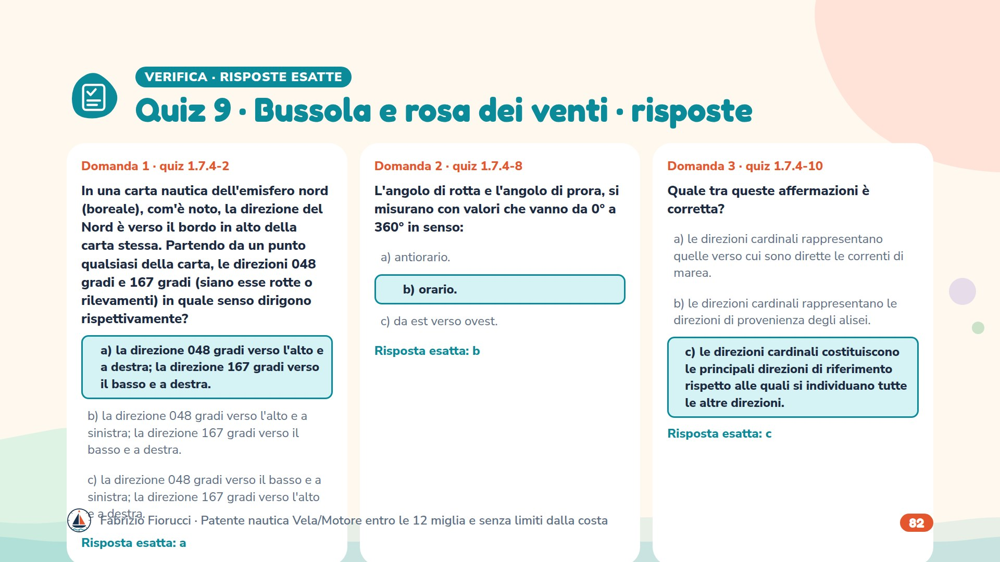 VERIFICA · RISPOSTE ESATTE
Quiz 9 · Bussola e rosa dei venti · risposte
Domanda 1 · quiz 1.7.4-2
In una carta nautica dell'emisfero nord
(boreale), com'è noto, la direzione del
Nord è verso il bordo in alto della
carta stessa. Partendo da un punto
qualsiasi della carta, le direzioni 048
gradi e 167 gradi (siano esse rotte o
rilevamenti) in quale senso dirigono
rispettivamente?
a) la direzione 048 gradi verso l'alto e
a destra; la direzione 167 gradi verso
il basso e a destra.
b) la direzione 048 gradi verso l'alto e a
sinistra; la direzione 167 gradi verso il
basso e a destra.
c) la direzione 048 gradi verso il basso e a
sinistra; la direzione 167 gradi verso l'alto
e a destra.
Risposta esatta: a
Domanda 2 · quiz 1.7.4-8
L'angolo di rotta e l'angolo di prora, si
misurano con valori che vanno da 0° a
360° in senso:
a) antiorario.
b) orario.
c) da est verso ovest.
Risposta esatta: b
Domanda 3 · quiz 1.7.4-10
Quale tra queste affermazioni è
corretta?
a) le direzioni cardinali rappresentano
quelle verso cui sono dirette le correnti di
marea.
b) le direzioni cardinali rappresentano le
direzioni di provenienza degli alisei.
c) le direzioni cardinali costituiscono
le principali direzioni di riferimento
rispetto alle quali si individuano tutte
le altre direzioni.
Risposta esatta: c
Fabrizio Fiorucci · Patente nautica Vela/Motore entro le 12 miglia e senza limiti dalla costa
82